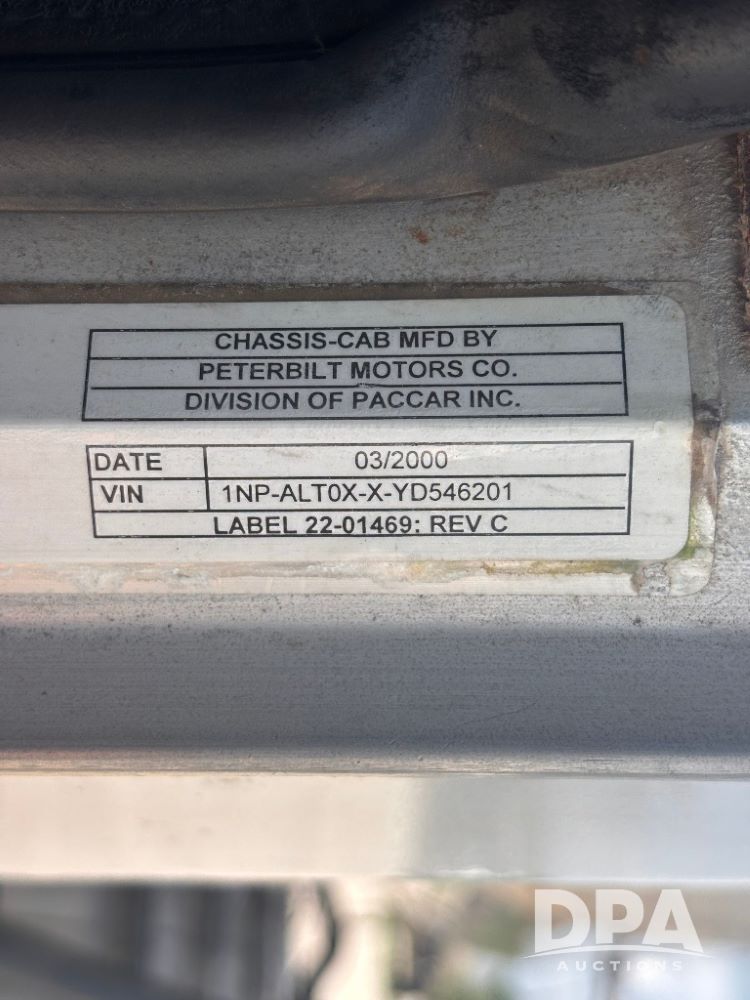 CHASSIS-CAB MFD BY
PETERBILT MOTORS CO.
DIVISION OF PACCAR INC.
DATE 03/2000
VIN 1NP-ALT0X-X-YD546201
LABEL 22-01469: REV C
DPA
AUCTIONS